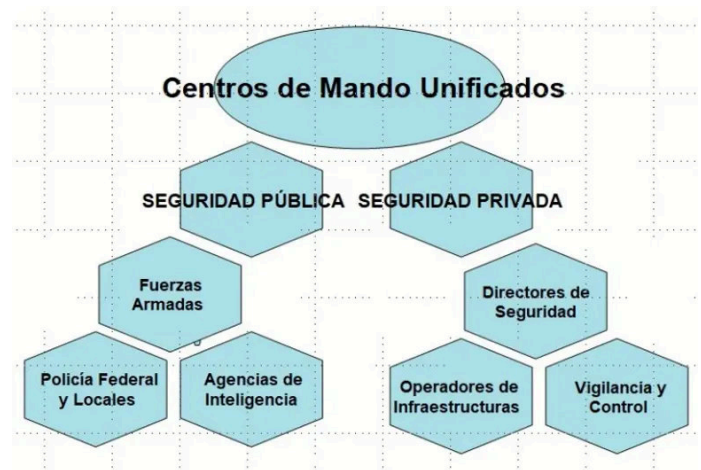 Centros de Mando Unificados
SEGURIDAD PÚBLICA
SEGURIDAD PRIVADA
Fuerzas
Armadas
Directores de
Seguridad
Policía Federal
y Locales
Agencias de
Inteligencia
Operadores de
Infraestructuras
Vigilancia y
Control